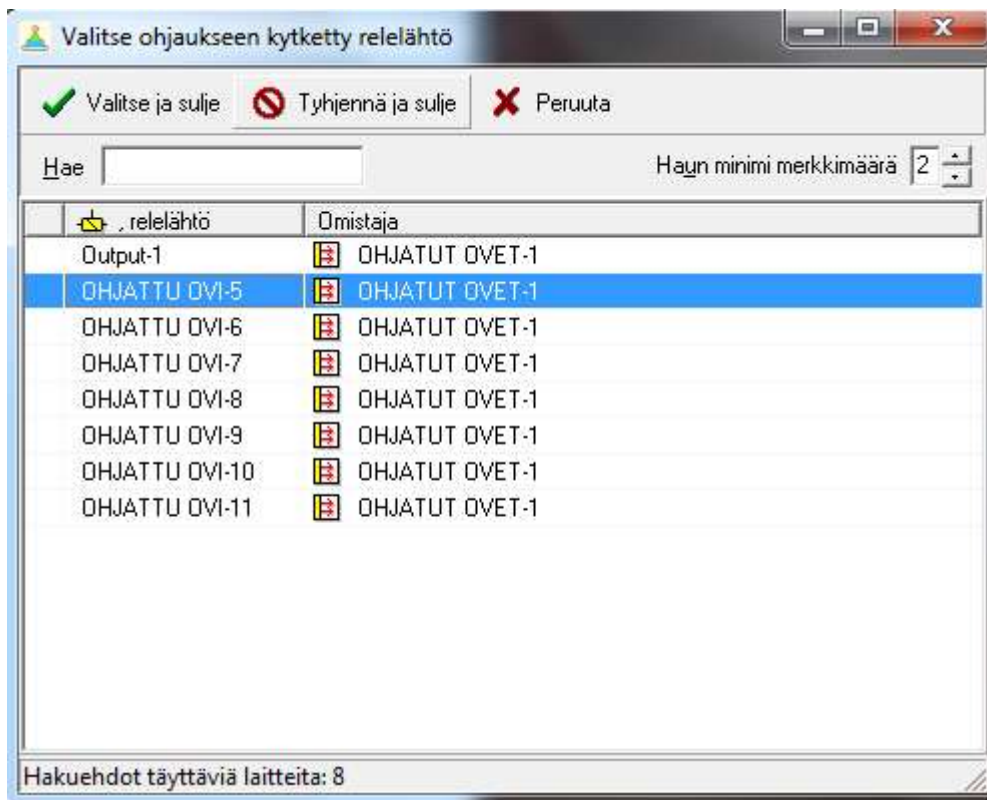 Valitse ohjaukseen kytketty relelähtö
Valitse ja sulje Tyhjennä ja sulje Peruuta
Hae Haun minimi merkkimäärä 2
, relelähtö Omistaja
Output-1 OHJATUT OVET-1
OHJATTU OVI-5 OHJATUT OVET-1
OHJATTU OVI-6 OHJATUT OVET-1
OHJATTU OVI-7 OHJATUT OVET-1
OHJATTU OVI-8 OHJATUT OVET-1
OHJATTU OVI-9 OHJATUT OVET-1
OHJATTU OVI-10 OHJATUT OVET-1
OHJATTU OVI-11 OHJATUT OVET-1
Hakuehdot täyttäviä laitteita: 8